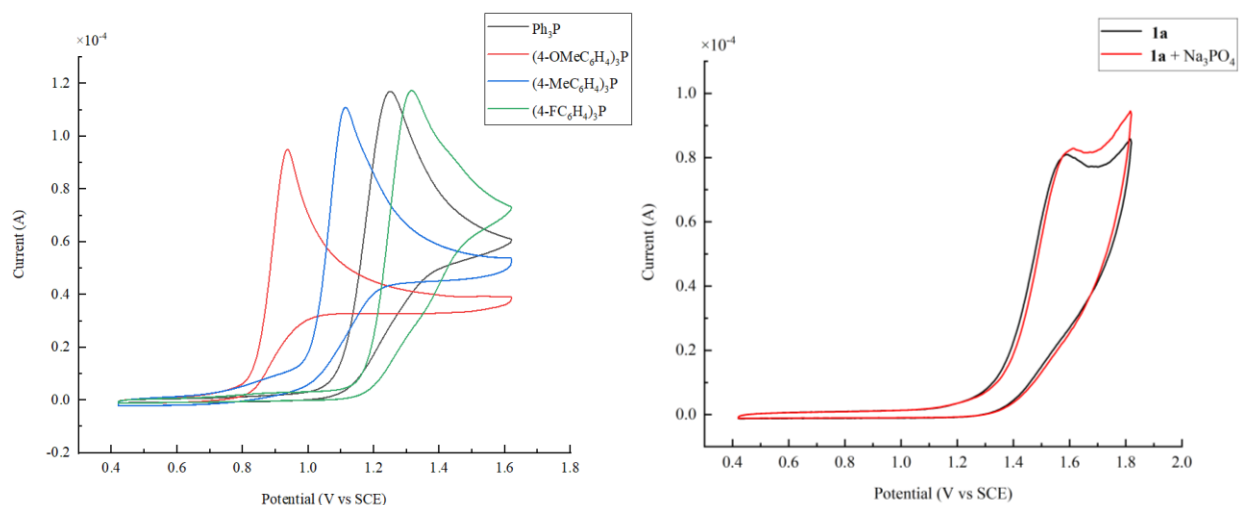 ×10⁻⁴
Ph₃P
(4-OMeC₆H₄)₃P
(4-MeC₆H₄)₃P
(4-FC₆H₄)₃P
1.2
1.0
0.8
0.6
0.4
0.2
0.0
-0.2
Current (A)
0.4 0.6 0.8 1.0 1.2 1.4 1.6 1.8
Potential (V vs SCE)
×10⁻⁴
1a
1a + Na₃PO₄
1.0
0.8
0.6
0.4
0.2
0.0
Current (A)
0.4 0.6 0.8 1.0 1.2 1.4 1.6 1.8 2.0
Potential (V vs SCE)